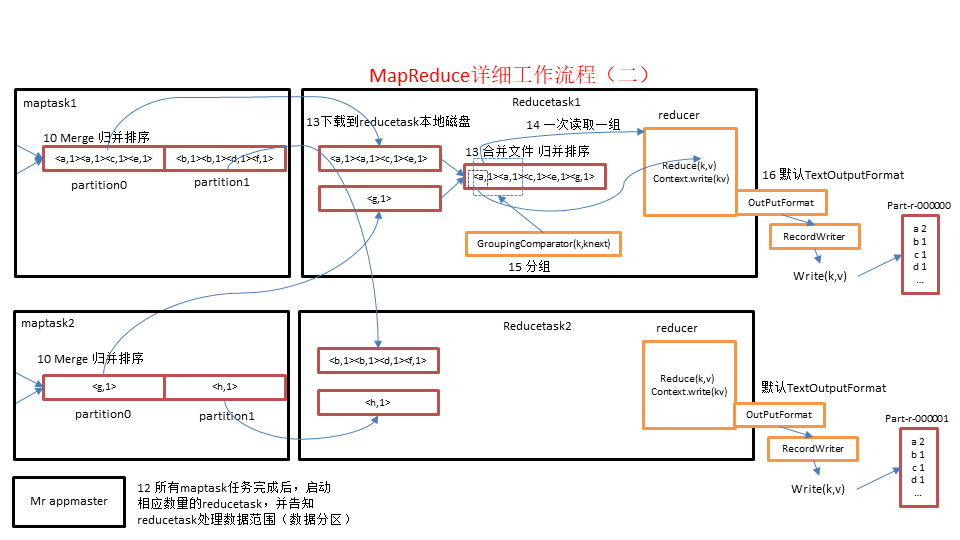 MapReduce详细工作流程（二）
maptask1
10 Merge 归并排序
<a,1><a,1><c,1><e,1>
<b,1><b,1><d,1><f,1>
partition0
partition1
Reducetask1
13下载到reducetask本地磁盘
<a,1><a,1><c,1><e,1>
<g,1>
13 合并文件 归并排序
<a,1><a,1><c,1><e,1><g,1>
14 一次读取一组
GroupingComparator(k,knext)
15 分组
reducer
Reduce(k,v)
Context.write(kv)
16 默认TextOutputFormat
OutPutFormat
RecordWriter
Write(k,v)
Part-r-000000
a 2
b 1
c 1
d 1
...
maptask2
10 Merge 归并排序
<g,1>
<h,1>
partition0
partition1
Reducetask2
<b,1><b,1><d,1><f,1>
<h,1>
reducer
Reduce(k,v)
Context.write(kv)
默认TextOutputFormat
OutPutFormat
RecordWriter
Write(k,v)
Part-r-000001
a 2
b 1
c 1
d 1
...
Mr appmaster
12 所有maptask任务完成后，启动
相应数量的reducetask，并告知
reducetask处理数据范围（数据分区）